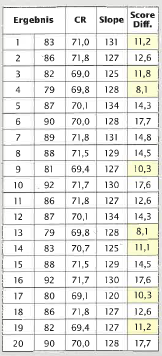 Ergebnis CR Slope Score Diff.
1 83 71,0 131 11,2
2 86 71,8 127 12,6
3 82 69,0 125 11,8
4 79 69,8 128 8,1
5 87 70,1 134 14,3
6 90 70,0 128 17,7
7 89 71,8 131 14,8
8 88 71,5 129 14,5
9 81 69,4 127 10,3
10 92 71,7 130 17,6
11 86 71,8 127 12,6
12 87 70,1 134 14,3
13 79 69,8 128 8,1
14 83 70,7 125 11,1
15 88 71,5 129 14,5
16 92 71,7 130 17,6
17 80 69,1 120 10,3
18 86 71,8 127 12,6
19 82 69,4 127 11,2
20 90 70,0 128 17,7